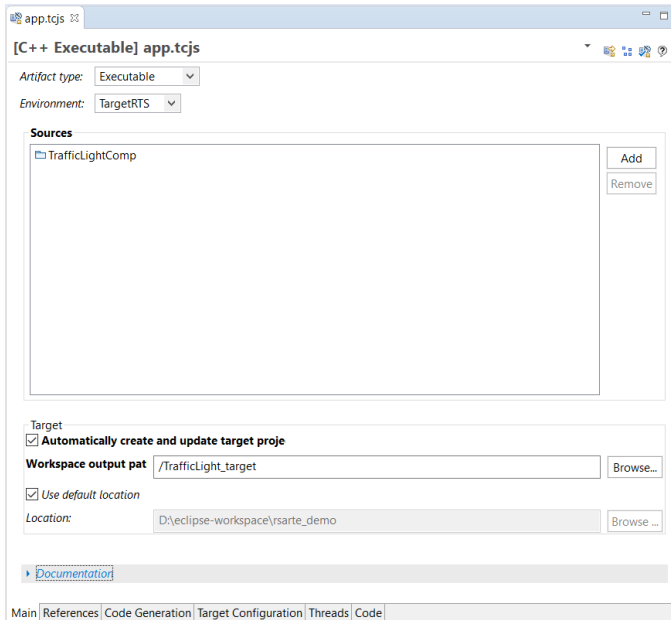 app.tcjs
[C++ Executable] app.tcjs
Artifact type: Executable
Environment: TargetRTS
Sources
TrafficLightComp
Add
Remove
Target
Automatically create and update target proje
Workspace output pat /TrafficLight_target Browse...
Use default location
Location: D:\eclipse-workspace\rsarte_demo Browse ...
Documentation
Main References Code Generation Target Configuration Threads Code